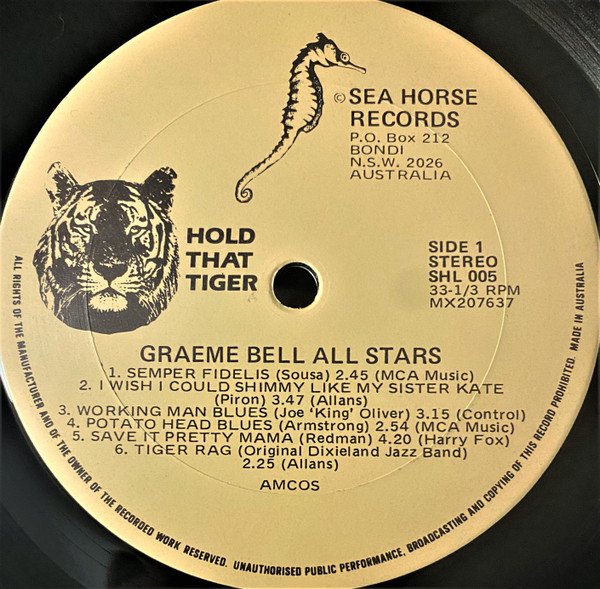 © SEA HORSE
RECORDS
P.O. Box 212
BONDI
N.S.W. 2026
AUSTRALIA
HOLD
THAT
TIGER
SIDE 1
STEREO
SHL 005
33-1/3 RPM
MX207637
GRAEME BELL ALL STARS
1. SEMPER FIDELIS (Sousa) 2.45 (MCA Music)
2. I WISH I COULD SHIMMY LIKE MY SISTER KATE
(Piron) 3.47 (Allans)
3. WORKING MAN BLUES (Joe ‘King’ Oliver) 3.15 (Control)
4. POTATO HEAD BLUES (Armstrong) 2.54 (MCA Music)
5. SAVE IT PRETTY MAMA (Redman) 4.20 (Harry Fox)
6. TIGER RAG (Original Dixieland Jazz Band)
2.25 (Allans)
AMCOS
ALL RIGHTS OF THE MANUFACTURER AND OF THE OWNER OF THE RECORDED WORK RESERVED. UNAUTHORISED PUBLIC PERFORMANCE, BROADCASTING AND COPYING OF THIS RECORD PROHIBITED. MADE IN AUSTRALIA